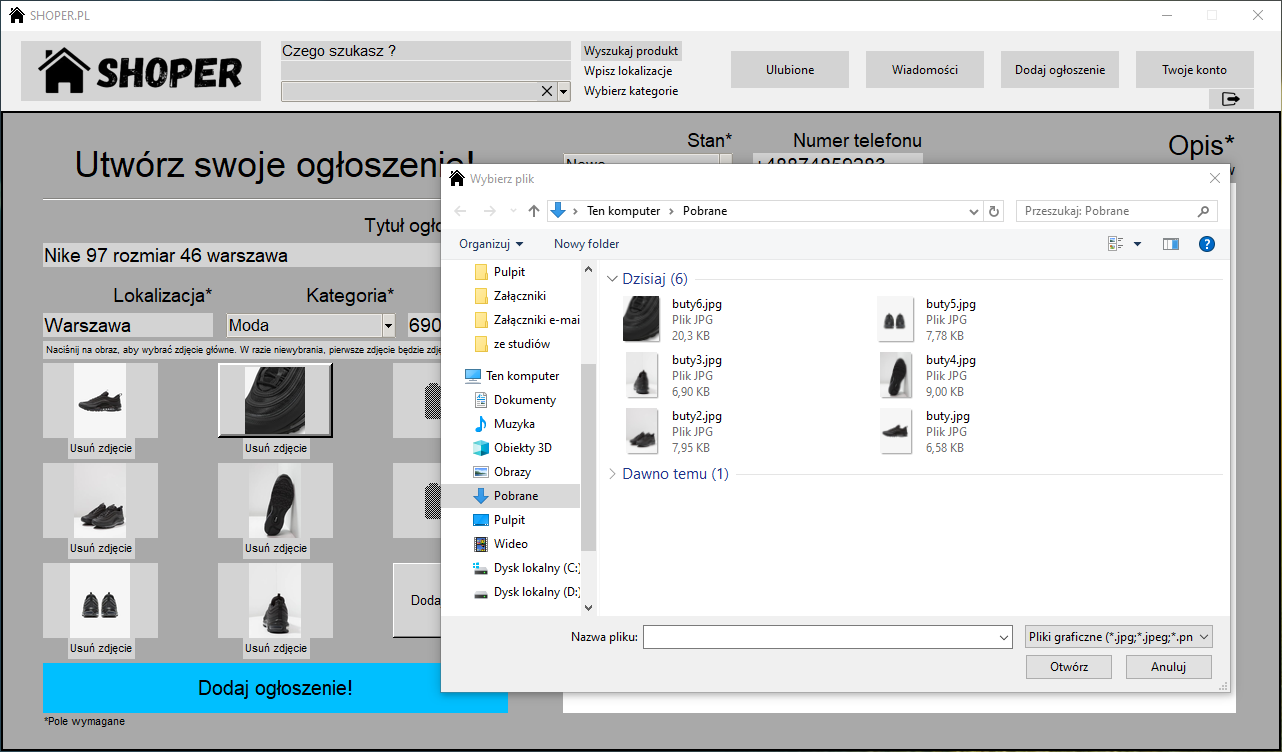 SHOPER.PL
SHOPER
Czego szukasz ?
Wyszukaj produkt
Wpisz lokalizacje
Wybierz kategorie
Ulubione
Wiadomości
Dodaj ogłoszenie
Twoje konto
Utwórz swoje ogłoszenie!
Stan*
Numer telefonu
Opis*
Nowe
+48874859283
Tytuł ogło
Nike 97 rozmiar 46 warszawa
Lokalizacja*
Kategoria*
Warszawa
Moda
690
Naciśnij na obraz, aby wybrać zdjęcie główne. W razie niewybrania, pierwsze zdjęcie będzie zdję
Usuń zdjęcie
Usuń zdjęcie
Usuń zdjęcie
Usuń zdjęcie
Usuń zdjęcie
Usuń zdjęcie
Doda
Dodaj ogłoszenie!
*Pole wymagane
Wybierz plik
Ten komputer
Pobrane
Przeszukaj: Pobrane
Organizuj
Nowy folder
Pulpit
Załączniki
Załączniki e-mai
ze studiów
Ten komputer
Dokumenty
Muzyka
Obiekty 3D
Obrazy
Pobrane
Pulpit
Wideo
Dysk lokalny (C:)
Dysk lokalny (D:)
Dzisiaj (6)
buty6.jpg
Plik JPG
20,3 KB
buty5.jpg
Plik JPG
7,78 KB
buty3.jpg
Plik JPG
6,90 KB
buty4.jpg
Plik JPG
9,00 KB
buty2.jpg
Plik JPG
7,95 KB
buty.jpg
Plik JPG
6,58 KB
Dawno temu (1)
Nazwa pliku:
Pliki graficzne (*.jpg;*.jpeg;*.pn
Otwórz
Anuluj